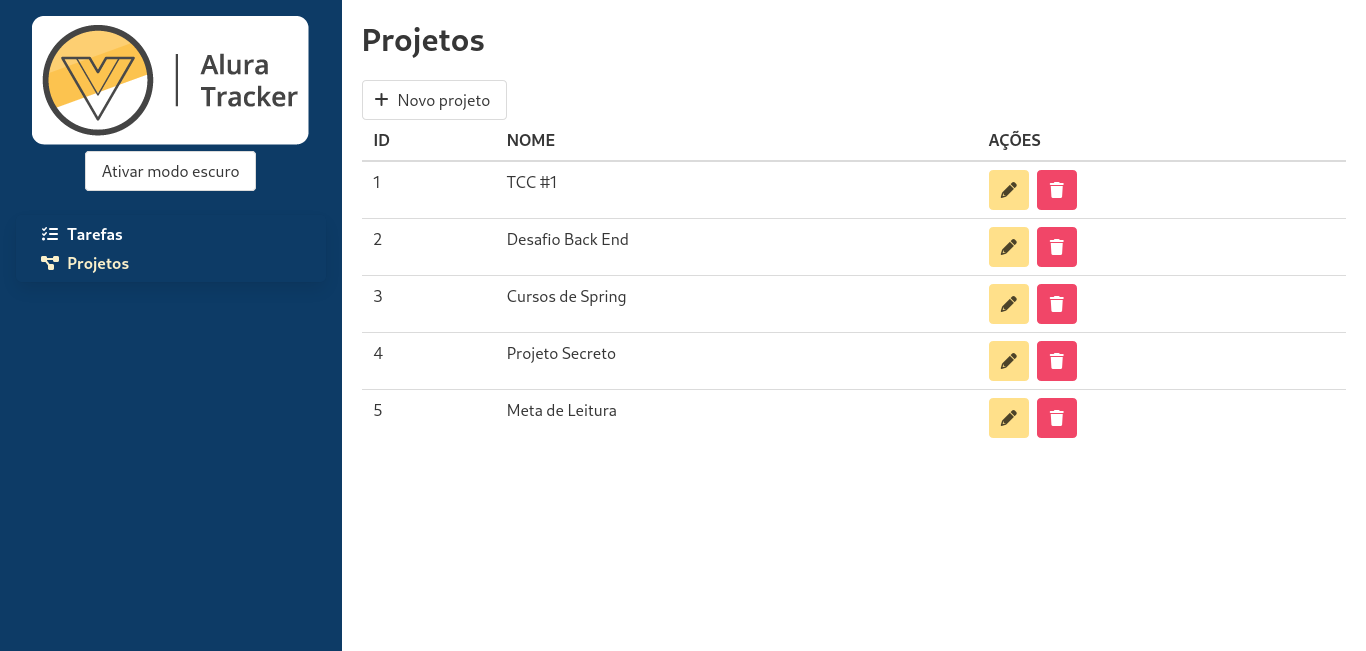 Alura
Tracker
Ativar modo escuro
Tarefas
Projetos
Projetos
+ Novo projeto
ID NOME AÇÕES
1 TCC #1
2 Desafio Back End
3 Cursos de Spring
4 Projeto Secreto
5 Meta de Leitura